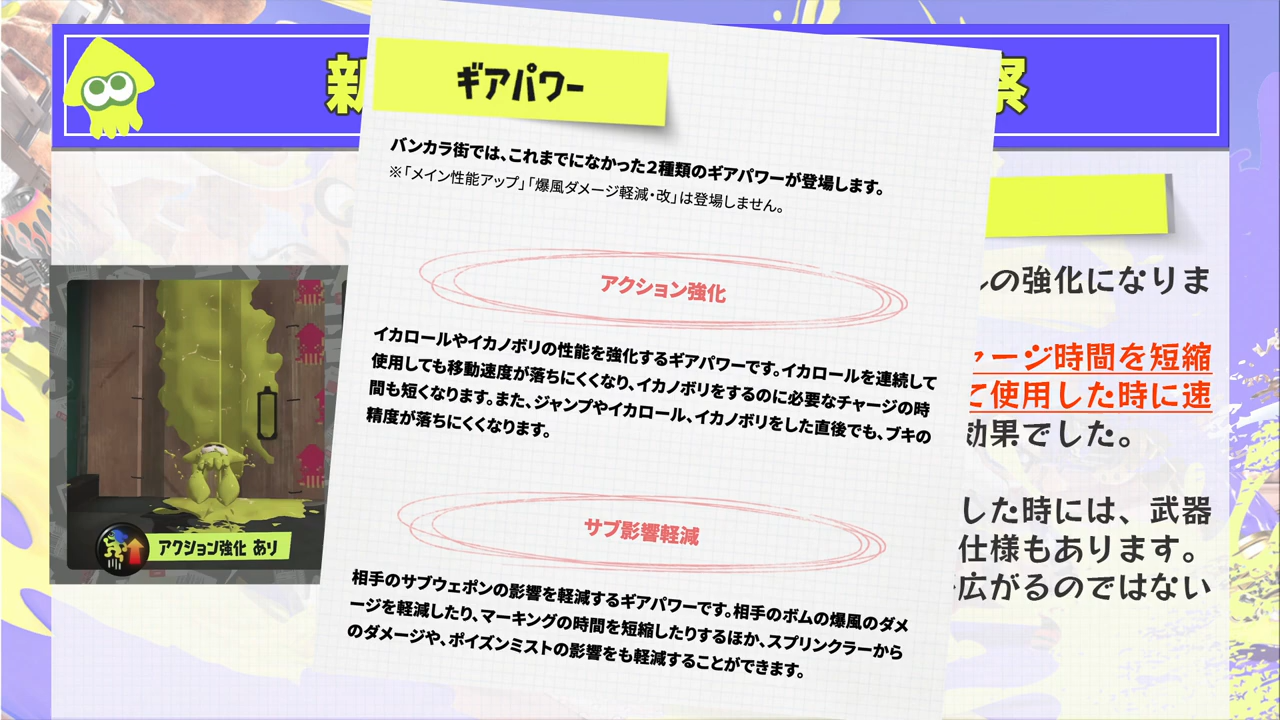 新
察
ギアパワー
バンカラ街では、これまでになかった2種類のギアパワーが登場します。
※「メイン性能アップ」「爆風ダメージ軽減・改」は登場しません。
アクション強化
イカロールやイカノボリの性能を強化するギアパワーです。イカロールを連続して
使用しても移動速度が落ちにくくなり、イカノボリをするのに必要なチャージの時
間も短くなります。また、ジャンプやイカロール、イカノボリをした直後でも、ブキの
精度が落ちにくくなります。
サブ影響軽減
相手のサブウェポンの影響を軽減するギアパワーです。相手のボムの爆風のダメ
ージを軽減したり、マーキングの時間を短縮したりするほか、スプリンクラーから
のダメージや、ポイズンミストの影響をも軽減することができます。
アクション強化 あり
の強化になりま
ージ時間を短縮
て使用した時に速
効果でした。
した時には、武器
仕様もあります。
広がるのではない